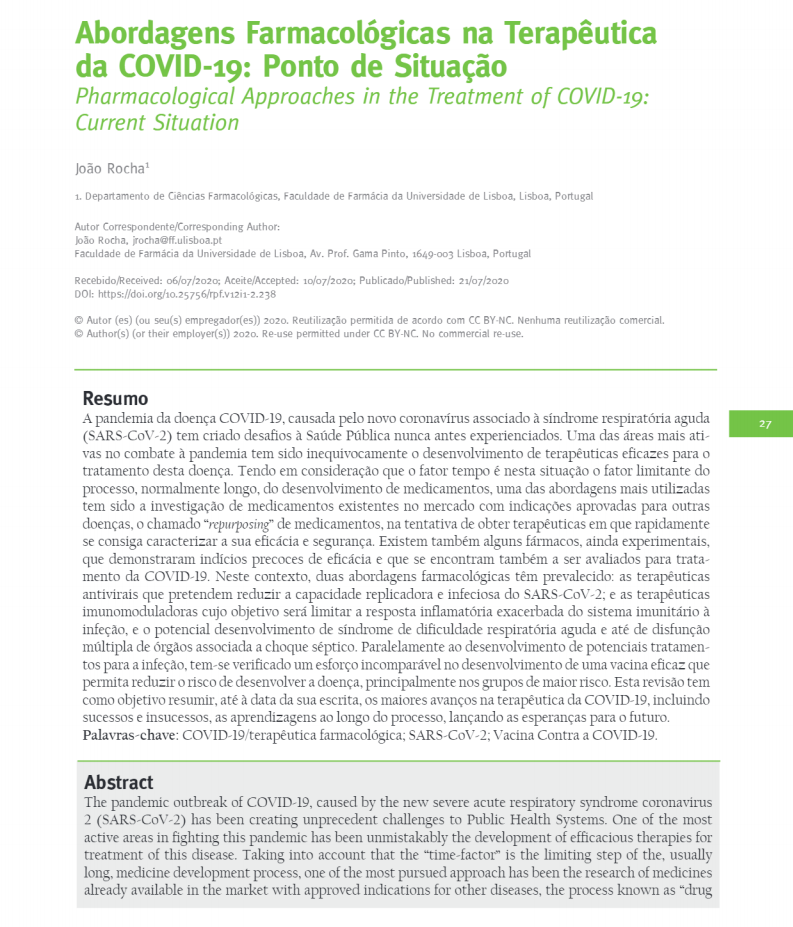 Abordagens Farmacológicas na Terapêutica
da COVID-19: Ponto de Situação
Pharmacological Approaches in the Treatment of COVID-19:
Current Situation
João Rocha¹
1. Departamento de Ciências Farmacológicas, Faculdade de Farmácia da Universidade de Lisboa, Lisboa, Portugal
Autor Correspondente/Corresponding Author:
João Rocha, jrocha@ff.ulisboa.pt
Faculdade de Farmácia da Universidade de Lisboa, Av. Prof. Gama Pinto, 1649-003 Lisboa, Portugal
Recebido/Received: 06/07/2020; Aceite/Accepted: 10/07/2020; Publicado/Published: 21/07/2020
DOI: https://doi.org/10.25756/rpf.v12i1-2.238
© Autor (es) (ou seu(s) empregador(es)) 2020. Reutilização permitida de acordo com CC BY-NC. Nenhuma reutilização comercial.
© Author(s) (or their employer(s)) 2020. Re-use permitted under CC BY-NC. No commercial re-use.
Resumo
A pandemia da doença COVID-19, causada pelo novo coronavírus associado à síndrome respiratória aguda
(SARS-CoV-2) tem criado desafios à Saúde Pública nunca antes experienciados. Uma das áreas mais ati-
vas no combate à pandemia tem sido inequivocamente o desenvolvimento de terapêuticas eficazes para o
tratamento desta doença. Tendo em consideração que o fator tempo é nesta situação o fator limitante do
processo, normalmente longo, do desenvolvimento de medicamentos, uma das abordagens mais utilizadas
tem sido a investigação de medicamentos existentes no mercado com indicações aprovadas para outras
doenças, o chamado “repurposing” de medicamentos, na tentativa de obter terapêuticas em que rapidamente
se consiga caracterizar a sua eficácia e segurança. Existem também alguns fármacos, ainda experimentais,
que demonstraram indícios precoces de eficácia e que se encontram também a ser avaliados para trata-
mento da COVID-19. Neste contexto, duas abordagens farmacológicas têm prevalecido: as terapêuticas
antivirais que pretendem reduzir a capacidade replicadora e infeciosa do SARS-CoV-2; e as terapêuticas
imunomoduladoras cujo objetivo será limitar a resposta inflamatória exacerbada do sistema imunitário à
infeção, e o potencial desenvolvimento de síndrome de dificuldade respiratória aguda e até de disfunção
múltipla de órgãos associada a choque séptico. Paralelamente ao desenvolvimento de potenciais tratamen-
tos para a infeção, tem-se verificado um esforço incomparável no desenvolvimento de uma vacina eficaz que
permita reduzir o risco de desenvolver a doença, principalmente nos grupos de maior risco. Esta revisão tem
como objetivo resumir, até à data da sua escrita, os maiores avanços na terapêutica da COVID-19, incluindo
sucessos e insucessos, as aprendizagens ao longo do processo, lançando as esperanças para o futuro.
Palavras-chave: COVID-19/terapêutica farmacológica; SARS-CoV-2; Vacina Contra a COVID-19.
27
Abstract
The pandemic outbreak of COVID-19, caused by the new severe acute respiratory syndrome coronavirus
2 (SARS-CoV-2) has been creating unprecedent challenges to Public Health Systems. One of the most
active areas in fighting this pandemic has been unmistakably the development of efficacious therapies for
treatment of this disease. Taking into account that the “time-factor” is the limiting step of the, usually
long, medicine development process, one of the most pursued approach has been the research of medicines
already available in the market with approved indications for other diseases, the process known as “drug